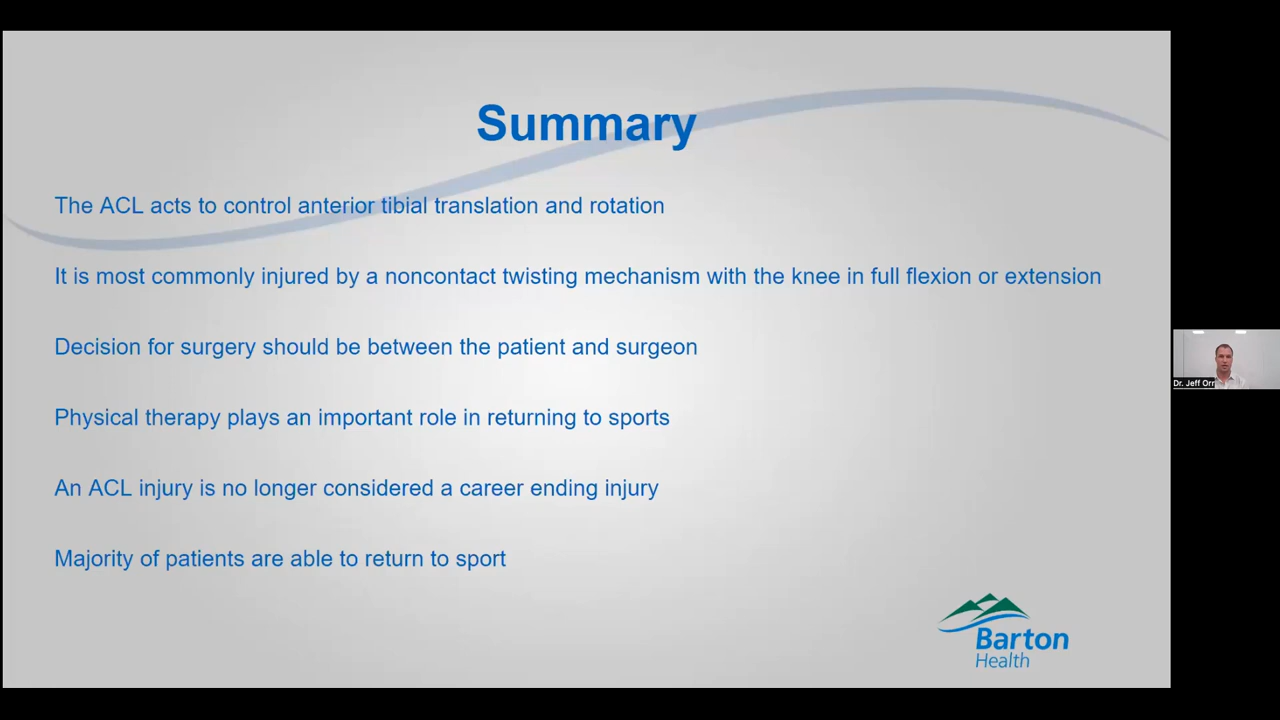 Summary
The ACL acts to control anterior tibial translation and rotation
It is most commonly injured by a noncontact twisting mechanism with the knee in full flexion or extension
Decision for surgery should be between the patient and surgeon
Physical therapy plays an important role in returning to sports
An ACL injury is no longer considered a career ending injury
Majority of patients are able to return to sport
Barton
Health
Dr. Jeff Orr